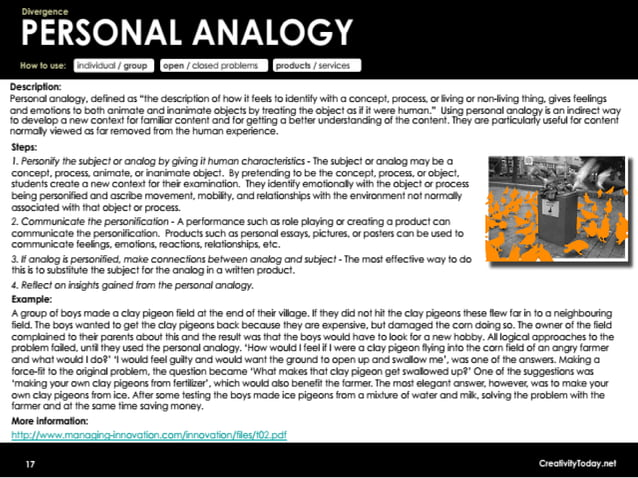 Divergence
PERSONAL ANALOGY
How to use: individual / group open / closed problems products / services
Description:
Personal analogy, defined as “the description of how it feels to identify with a concept, process, or living or non-living thing, gives feelings
and emotions to both animate and inanimate objects by treating the object as if it were human.” Using personal analogy is an indirect way
to develop a new context for familiar content and for getting a better understanding of the content. They are particularly useful for content
normally viewed as far removed from the human experience.
Steps:
1. Personify the subject or analog by giving it human characteristics - The subject or analog may be a
concept, process, animate, or inanimate object. By pretending to be the concept, process, or object,
students create a new context for their examination. They identify emotionally with the object or process
being personified and ascribe movement, mobility, and relationships with the environment not normally
associated with that object or process.
2. Communicate the personification - A performance such as role playing or creating a product can
communicate the personification. Products such as personal essays, pictures, or posters can be used to
communicate feelings, emotions, reactions, relationships, etc.
3. If analog is personified, make connections between analog and subject - The most effective way to do
this is to substitute the subject for the analog in a written product.
4. Reflect on insights gained from the personal analogy.
Example:
A group of boys made a clay pigeon field at the end of their village. If they did not hit the clay pigeons these flew far in to a neighbouring
field. The boys wanted to get the clay pigeons back because they are expensive, but damaged the corn doing so. The owner of the field
complained to their parents about this and the result was that the boys would have to look for a new hobby. All logical approaches to the
problem failed, until they used the personal analogy. ‘How would I feel if I were a clay pigeon flying into the corn field of an angry farmer
and what would I do?’ ‘I would feel guilty and would want the ground to open up and swallow me’, was one of the answers. Making a
force-fit to the original problem, the question became ‘What makes that clay pigeon get swallowed up?’ One of the suggestions was
‘making your own clay pigeons from fertilizer’, which would also benefit the farmer. The most elegant answer, however, was to make your
own clay pigeons from ice. After some testing the boys made ice pigeons from a mixture of water and milk, solving the problem with the
farmer and at the same time saving money.
More information:
http://www.managing-innovation.com/innovation/files/t02.pdf
17 CreativityToday.net